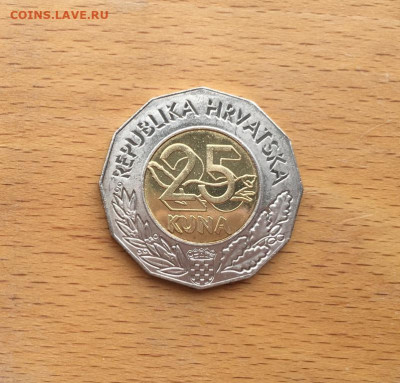 COINS.LAVE.RU
REPUBLIKA HRVATSKA
25
KUNA